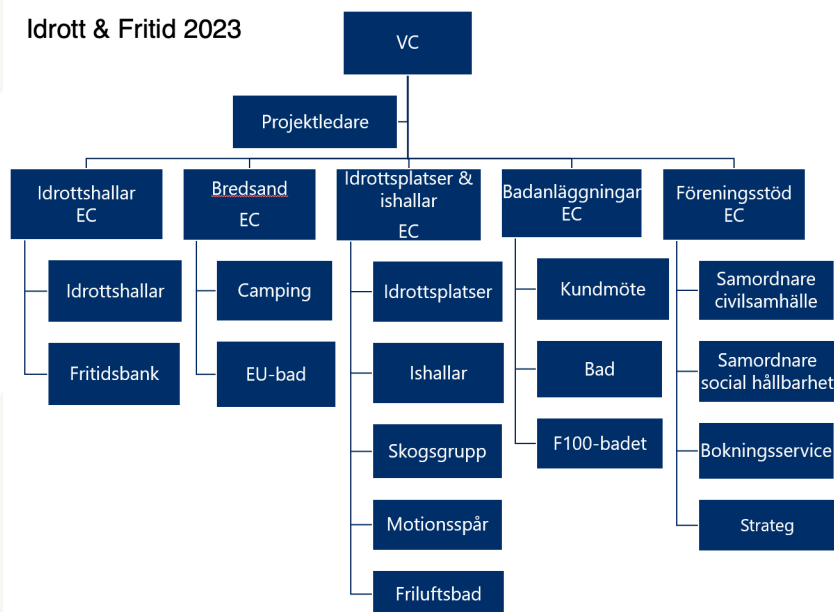 Idrott & Fritid 2023
VC
Projektledare
Idrottshallar
EC
Bredsand
EC
Idrottsplatser &
ishallar
EC
Badanläggningar
EC
Föreningsstöd
EC
Idrottshallar
Fritidsbank
Camping
EU-bad
Idrottsplatser
Ishallar
Skogsgrupp
Motionsspår
Friluftsbad
Kundmöte
Bad
F100-badet
Samordnare
civilsamhälle
Samordnare
social hållbarhet
Bokningsservice
Strateg